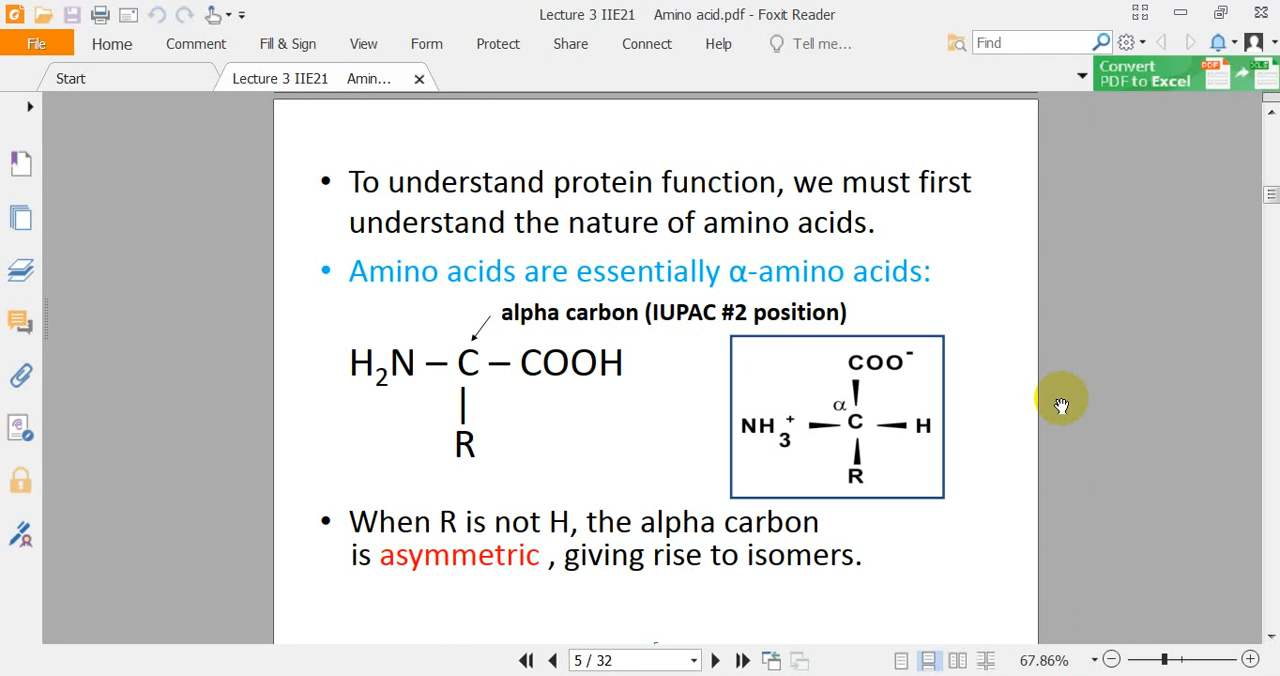 Lecture 3 IIE21 Amino acid.pdf - Foxit Reader
File Home Comment Fill & Sign View Form Protect Share Connect Help Tell me... Find
Start Lecture 3 IIE21 Amin... Convert
PDF to Excel
• To understand protein function, we must first
understand the nature of amino acids.
• Amino acids are essentially α-amino acids:
alpha carbon (IUPAC #2 position)
H₂N – C – COOH
|
R
COO⁻
α
NH₃⁺ C H
R
• When R is not H, the alpha carbon
is asymmetric , giving rise to isomers.
5 / 32 67.86%